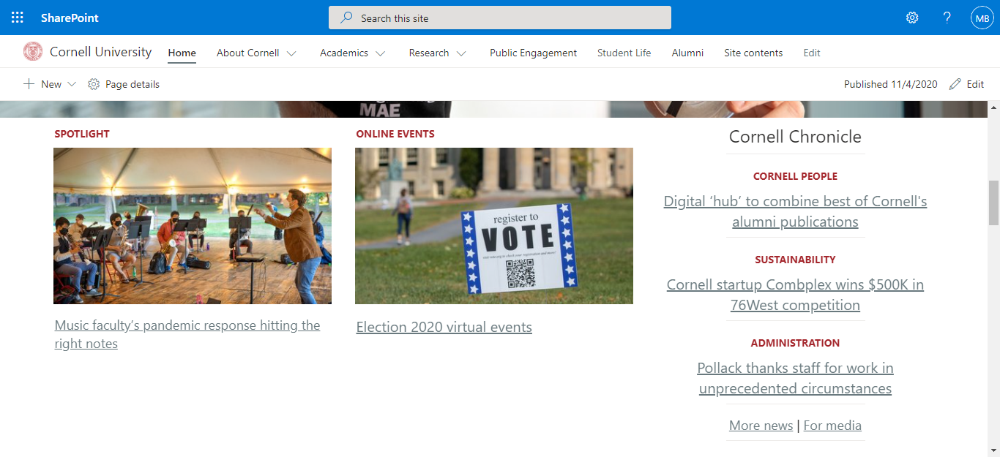 SharePoint
Search this site
MB
Cornell University
Home
About Cornell
Academics
Research
Public Engagement
Student Life
Alumni
Site contents
Edit
New
Page details
Published 11/4/2020
Edit
MAE
SPOTLIGHT
Music faculty’s pandemic response hitting the
right notes
ONLINE EVENTS
register to
VOTE
Election 2020 virtual events
Cornell Chronicle
CORNELL PEOPLE
Digital ‘hub’ to combine best of Cornell's
alumni publications
SUSTAINABILITY
Cornell startup Combplex wins $500K in
76West competition
ADMINISTRATION
Pollack thanks staff for work in
unprecedented circumstances
More news | For media